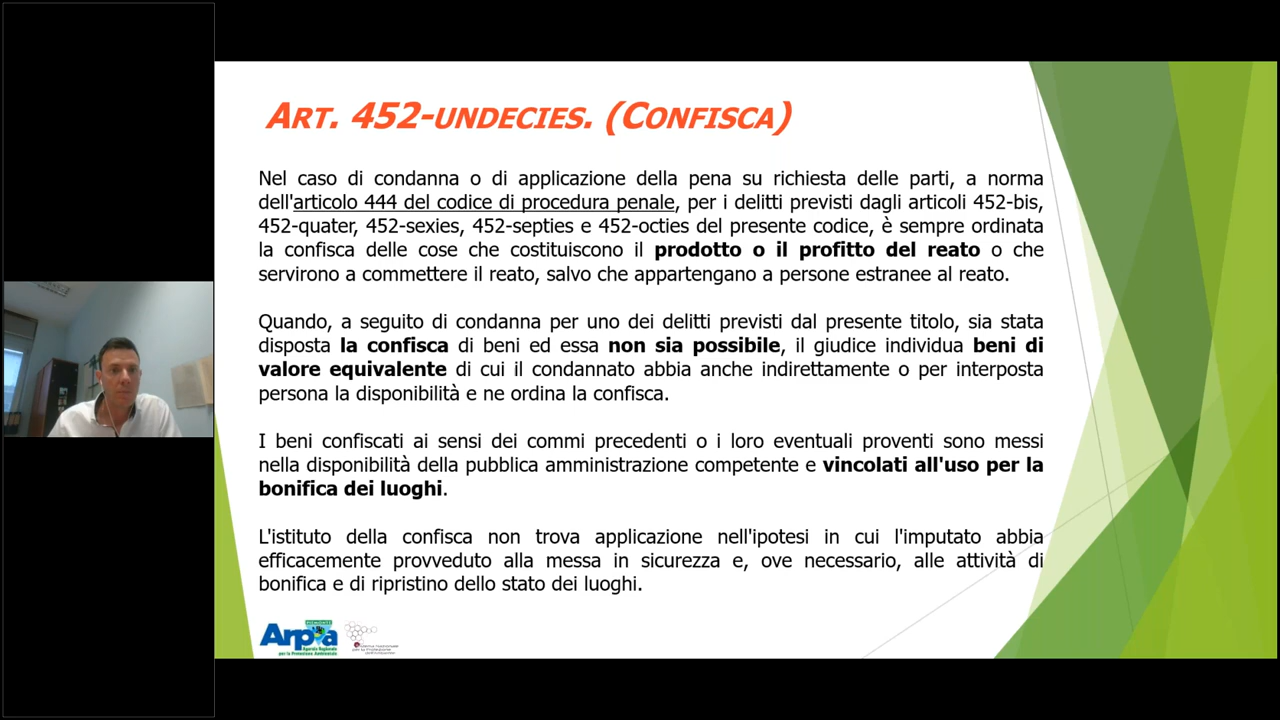 ART. 452-UNDECIES. (CONFISCA)
Nel caso di condanna o di applicazione della pena su richiesta delle parti, a norma
dell'articolo 444 del codice di procedura penale, per i delitti previsti dagli articoli 452-bis,
452-quater, 452-sexies, 452-septies e 452-octies del presente codice, è sempre ordinata
la confisca delle cose che costituiscono il prodotto o il profitto del reato o che
servirono a commettere il reato, salvo che appartengano a persone estranee al reato.
Quando, a seguito di condanna per uno dei delitti previsti dal presente titolo, sia stata
disposta la confisca di beni ed essa non sia possibile, il giudice individua beni di
valore equivalente di cui il condannato abbia anche indirettamente o per interposta
persona la disponibilità e ne ordina la confisca.
I beni confiscati ai sensi dei commi precedenti o i loro eventuali proventi sono messi
nella disponibilità della pubblica amministrazione competente e vincolati all'uso per la
bonifica dei luoghi.
L'istituto della confisca non trova applicazione nell'ipotesi in cui l'imputato abbia
efficacemente provveduto alla messa in sicurezza e, ove necessario, alle attività di
bonifica e di ripristino dello stato dei luoghi.
PIEMONTE
Arpa
Agenzia Regionale
per la Protezione Ambientale